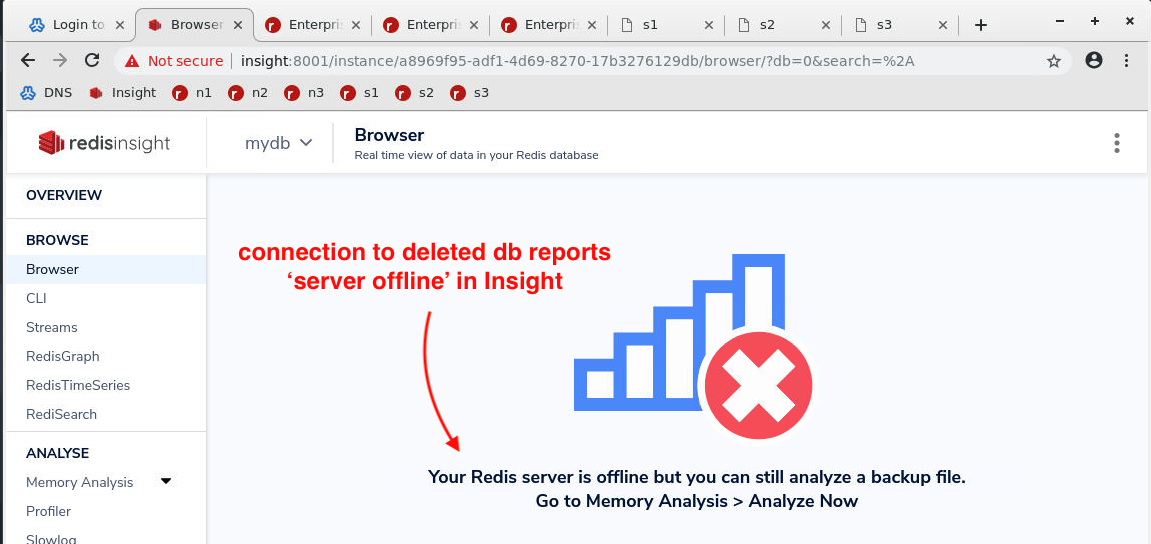 Login to
Browser
Enterpri
Enterpri
Enterpri
s1
s2
s3
Not secure
insight:8001/instance/a8969f95-adf1-4d69-8270-17b3276129db/browser/?db=0&search=%2A
DNS
Insight
n1
n2
n3
s1
s2
s3
redisinsight
mydb
Browser
Real time view of data in your Redis database
OVERVIEW
BROWSE
Browser
CLI
Streams
RedisGraph
RedisTimeSeries
RediSearch
ANALYSE
Memory Analysis
Profiler
Slowlog
connection to deleted db reports
‘server offline’ in Insight
Your Redis server is offline but you can still analyze a backup file.
Go to Memory Analysis > Analyze Now